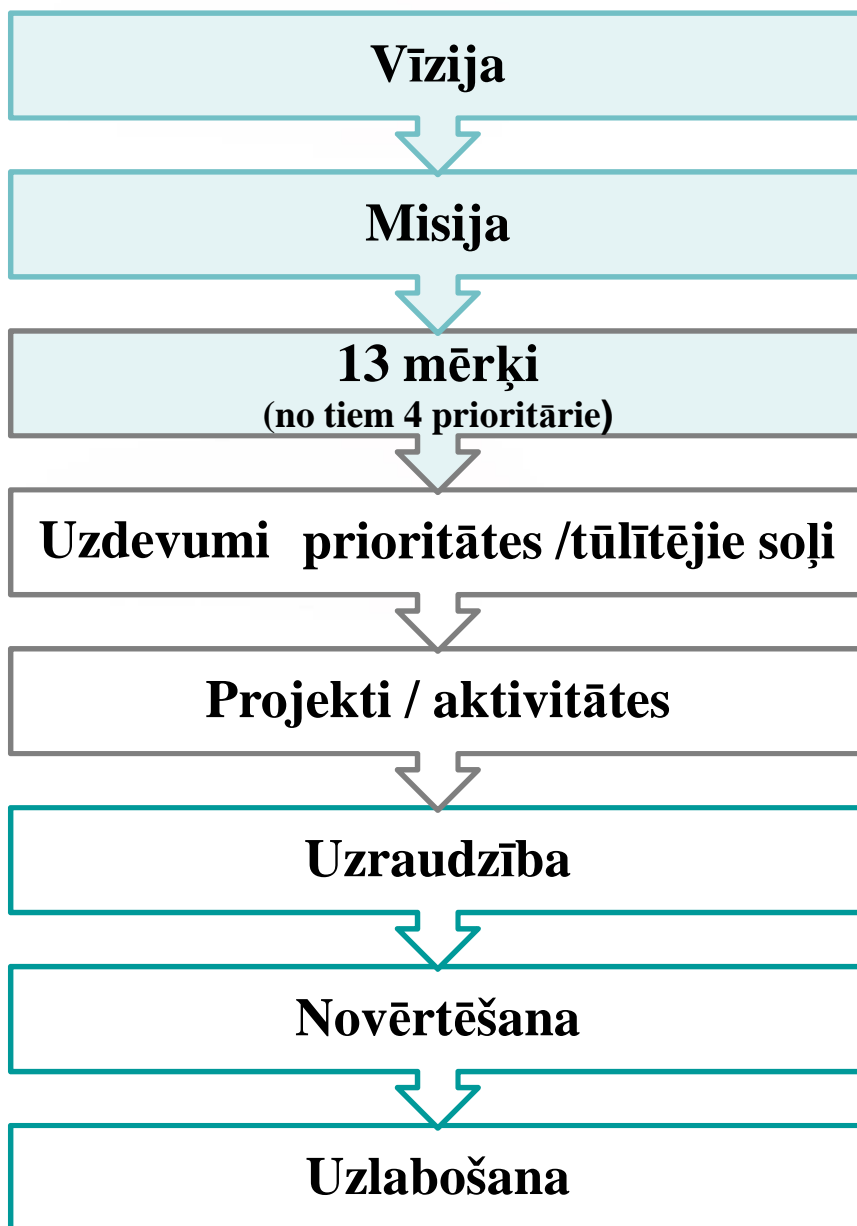 Vīzija
Misija
13 mērķi
(no tiem 4 prioritārie)
Uzdevumi prioritātes /tūlītējie soļi
Projekti / aktivitātes
Uzraudzība
Novērtēšana
Uzlabošana